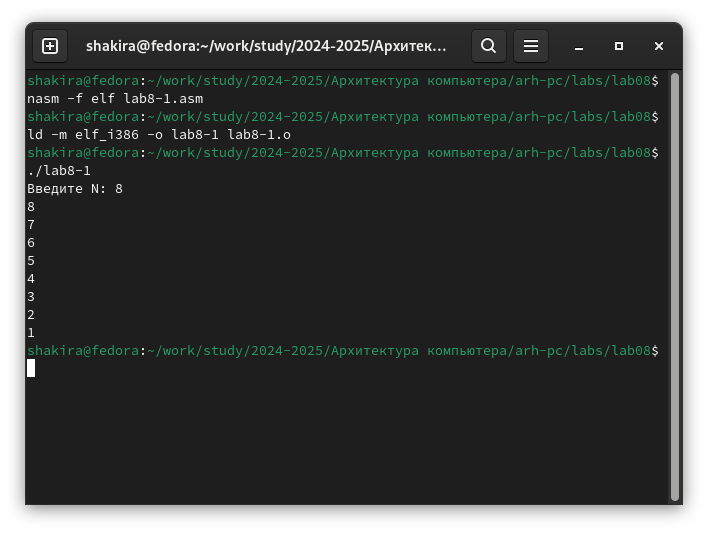 shakira@fedora:~/work/study/2024-2025/Архитек...
shakira@fedora:~/work/study/2024-2025/Архитектура компьютера/arh-pc/labs/lab08$
nasm -f elf lab8-1.asm
shakira@fedora:~/work/study/2024-2025/Архитектура компьютера/arh-pc/labs/lab08$
ld -m elf_i386 -o lab8-1 lab8-1.o
shakira@fedora:~/work/study/2024-2025/Архитектура компьютера/arh-pc/labs/lab08$
./lab8-1
Введите N: 8
8
7
6
5
4
3
2
1
shakira@fedora:~/work/study/2024-2025/Архитектура компьютера/arh-pc/labs/lab08$